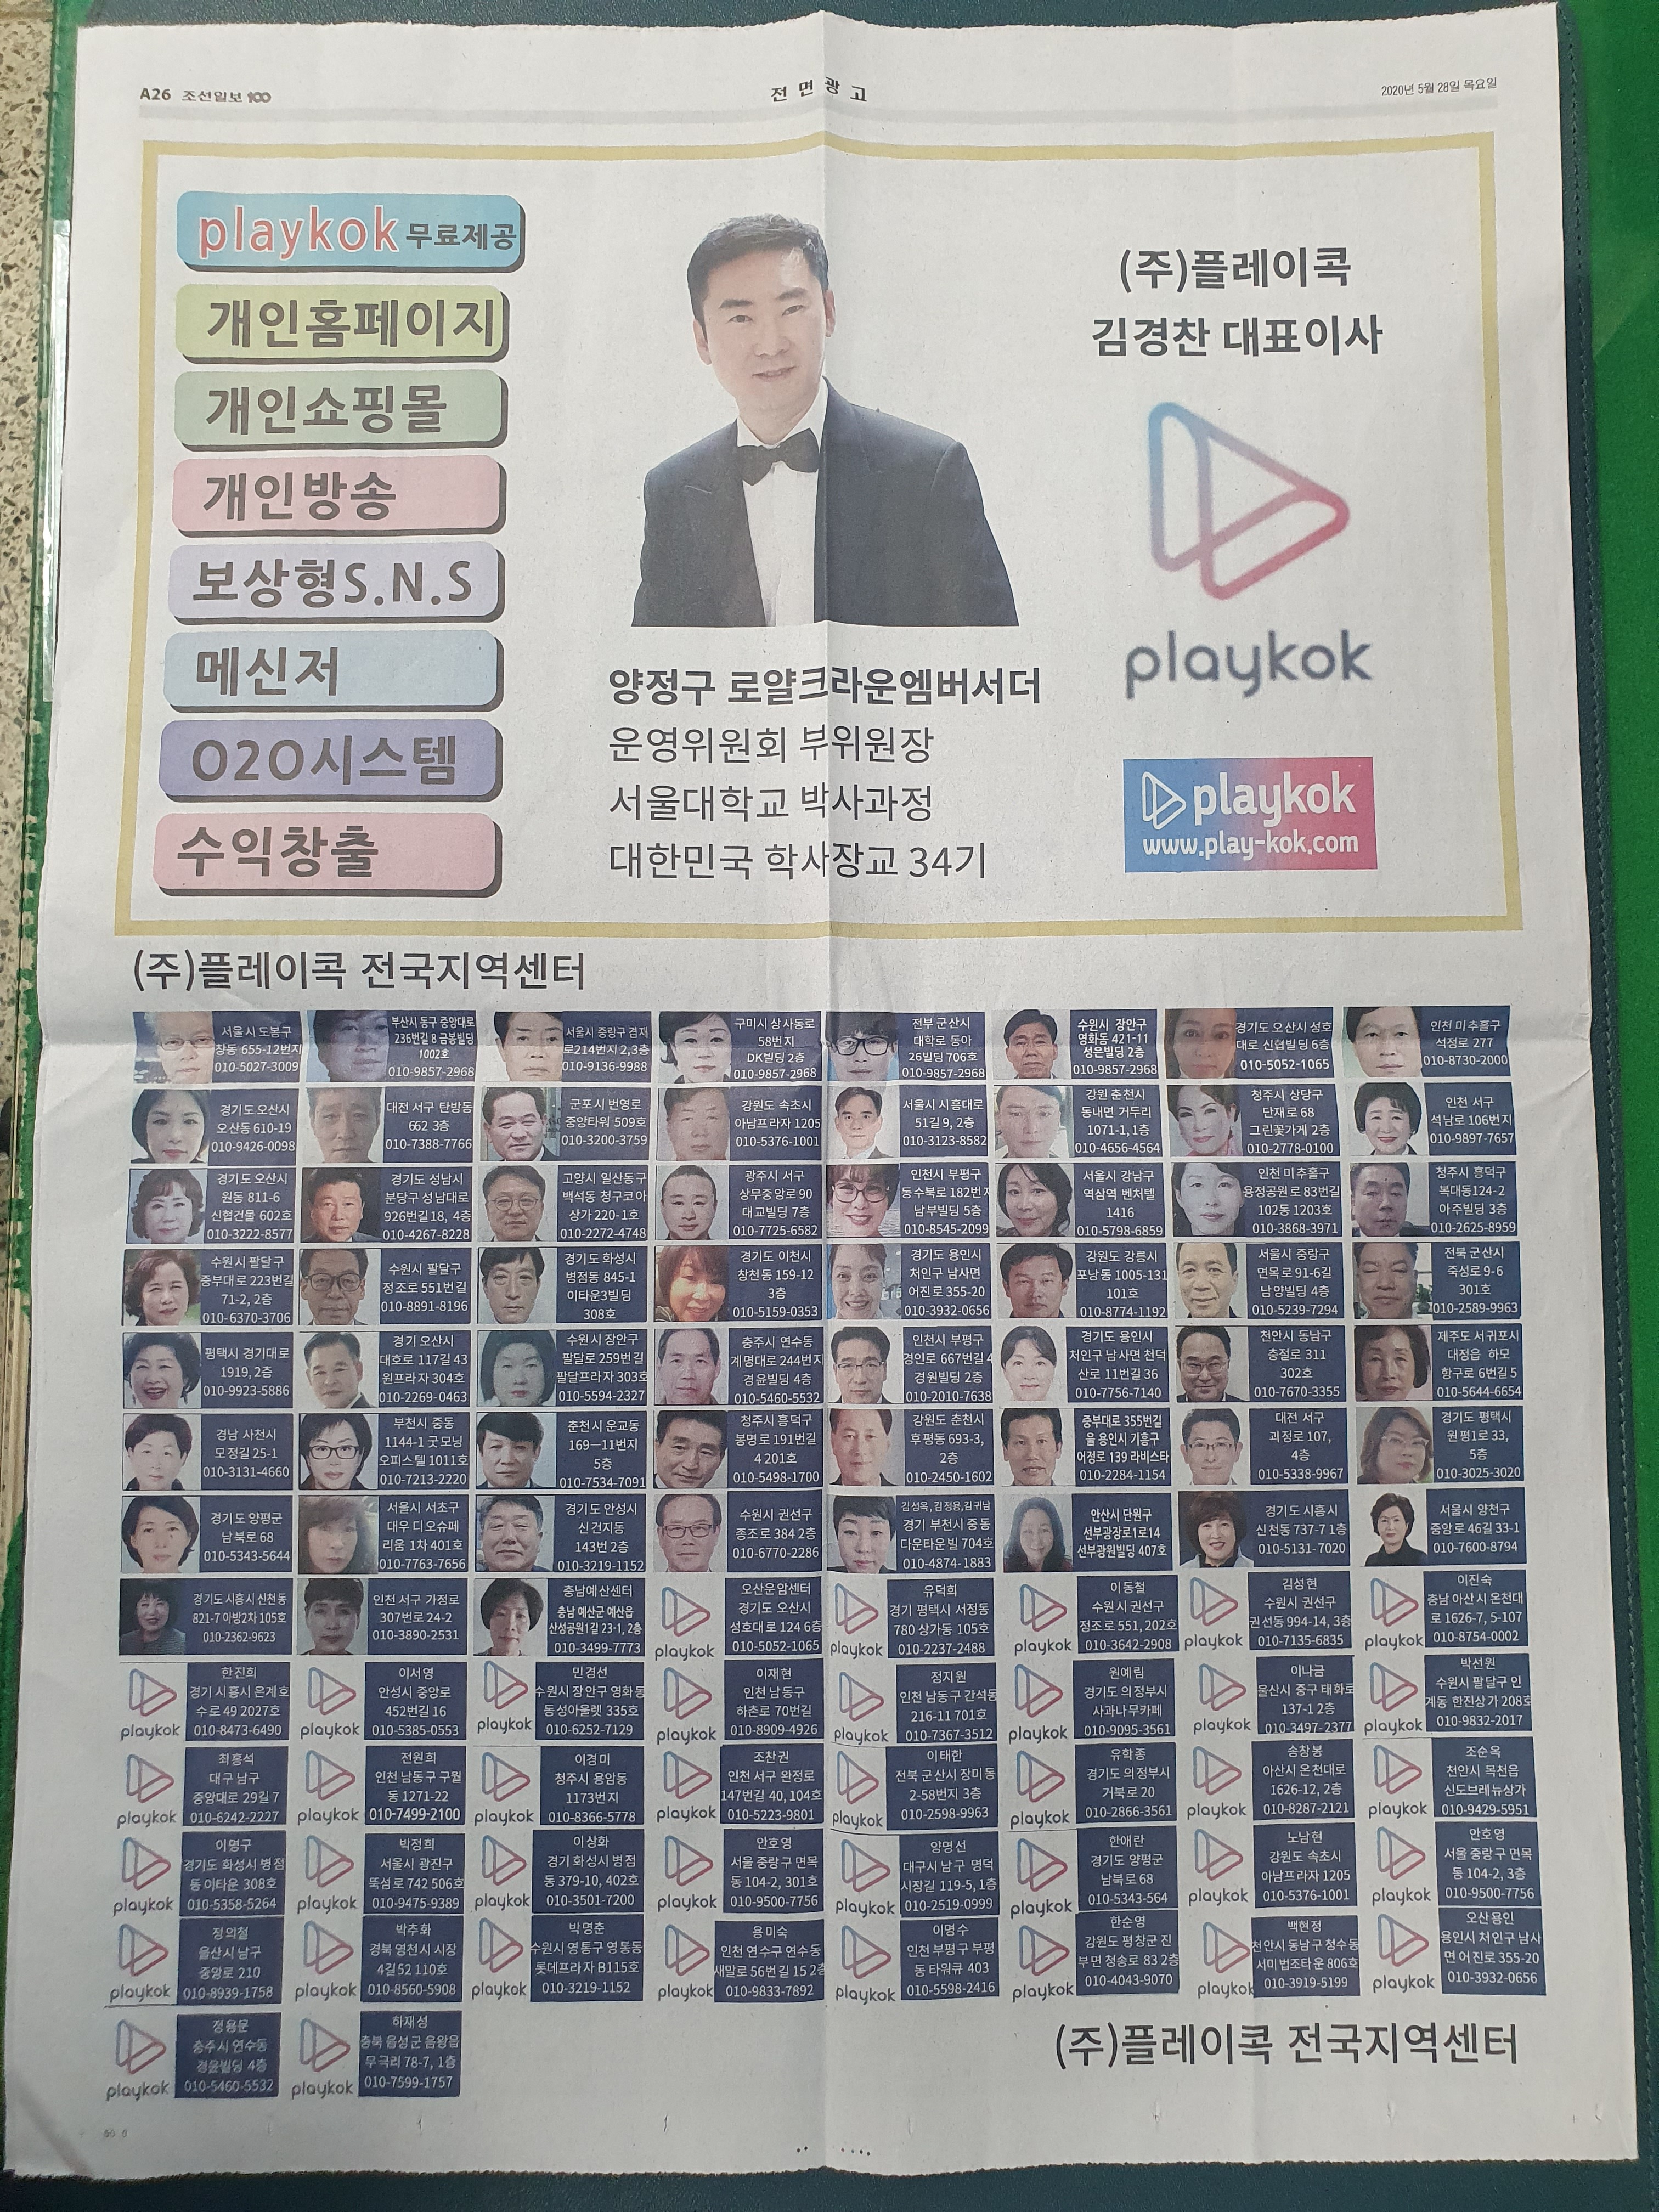 A26 조선일보 100
전면광고
2020년 5월 28일 목요일
playkok 무료제공
개인홈페이지
개인쇼핑몰
개인방송
보상형S.N.S
메신저
O2O시스템
수익창출
(주)플레이콕
김경찬 대표이사
playkok
playkok
www.play-kok.com
양정구 로얄크라운엠버서더
운영위원회 부위원장
서울대학교 박사과정
대한민국 학사장교 34기
(주)플레이콕 전국지역센터
서울시 도봉구
창동 655-12번지
010-5027-3009
부산시 동구 중앙대로
236번길 8 금봉빌딩
1002호
010-9857-2968
서울시 중랑구 겸재
로214번지 2,3층
010-9136-9988
구미시 상사동로
58번지
DK빌딩 2층
010-9857-2968
전부 군산시
대학로 동아
26빌딩 706호
010-9857-2968
수원시 장안구
영화동 421-11
성은빌딩 2층
010-9857-2968
경기도 오산시 성호
대로 신협빌딩 6층
010-5052-1065
인천 미추홀구
석정로 277
010-8730-2000
경기도 오산시
오산동 610-19
010-9426-0098
대전 서구 탄방동
662 3층
010-7388-7766
군포시 번영로
중앙타워 509호
010-3200-3759
강원도 속초시
아남프라자 1205
010-5376-1001
서울시 시흥대로
51길 9, 2층
010-3123-8582
강원 춘천시
동내면 거두리
1071-1, 1층
010-4656-4564
청주시 상당구
단재로 68
그린꽃가게 2층
010-2778-0100
인천 서구
석남로 106번지
010-9897-7657
경기도 오산시
원동 811-6
신협건물 602호
010-3222-8577
경기도 성남시
분당구 성남대로
926번길18, 4층
010-4267-8228
고양시 일산동구
백석동 청구코아
상가 220-1호
010-2272-4748
광주시 서구
상무중앙로 90
대교빌딩 7층
010-7725-6582
인천시 부평구
동수북로 182번지
남부빌딩 5층
010-8545-2099
서울시 강남구
역삼역 벤처텔
1416
010-5798-6859
인천 미추홀구
용정공원로 83번길
102동 1203호
010-3868-3971
청주시 흥덕구
복대동124-2
아주빌딩 3층
010-2625-8959
수원시 팔달구
중부대로 223번길
71-2, 2층
010-6370-3706
수원시 팔달구
정조로 551번길
010-8891-8196
경기도 화성시
병점동 845-1
이타운3빌딩
308호
경기도 이천시
창천동 159-12
3층
010-5159-0353
경기도 용인시
처인구 남사면
어진로 355-20
010-3932-0656
강원도 강릉시
포남동 1005-131
101호
010-8774-1192
서울시 중랑구
면목로 91-6길
남양빌딩 4층
010-5239-7294
전북 군산시
죽성로 9-6
301호
010-2589-9963
평택시 경기대로
1919, 2층
010-9923-5886
경기 오산시
대호로 117길 43
원프라자 304호
010-2269-0463
수원시 장안구
팔달로 259번길
팔달프라자 303호
010-5594-2327
충주시 연수동
계명대로 244번지
경윤빌딩 4층
010-5460-5532
인천시 부평구
경인로 667번길 4
경원빌딩 2층
010-2010-7638
경기도 용인시
처인구 남사면 천덕
산로 11번길 36
010-7756-7140
천안시 동남구
충절로 311
302호
010-7670-3355
제주도 서귀포시
대정읍 하모
항구로 6번길 5
010-5644-6654
경남 사천시
모정길 25-1
010-3131-4660
부천시 중동
1144-1 굿모닝
오피스텔 1011호
010-7213-2220
춘천시 운교동
169—11번지
5층
010-7534-7091
청주시 흥덕구
봉명로 191번길
4 201호
010-5498-1700
강원도 춘천시
후평동 693-3,
2층
010-2450-1602
중부대로 355번길
을 용인시 기흥구
어정로 139 라비스타
010-2284-1154
대전 서구
괴정로 107,
4층
010-5338-9967
경기도 평택시
원평1로 33,
5층
010-3025-3020
경기도 양평군
남북로 68
010-5343-5644
서울시 서초구
대우 디오슈페
리움 1차 401호
010-7763-7656
경기도 안성시
신건지동
143번 2층
010-3219-1152
수원시 권선구
종조로 384 2층
010-6770-2286
김성옥,김정용,김귀남
경기 부천시 중동
다운타운빌 704호
010-4874-1883
안산시 단원구
선부광장로1로14
선부광원빌딩 407호
경기도 시흥시
신천동 737-7 1층
010-5131-7020
서울시 양천구
중앙로 46길 33-1
010-7600-8794
경기도 시흥시 신천동
821-7 아방2차 105호
010-2362-9623
인천 서구 가정로
307번로 24-2
010-3890-2531
충남예산센터
충남 예산군 예산읍
산성공원1길 23-1, 2층
010-3499-7773
playkok
오산운암센터
경기도 오산시
성호대로 124 6층
010-5052-1065
playkok
유덕희
경기 평택시 서정동
780 상가동 105호
010-2237-2488
playkok
이동철
수원시 권선구
정조로 551, 202호
010-3642-2908
playkok
김성현
수원시 권선구
권선동 994-14, 3층
010-7135-6835
playkok
이진숙
충남 아산시 온천대
로 1626-7, 5-107
010-8754-0002
playkok
한진희
경기 시흥시 은계호
수로 49 2027호
010-8473-6490
playkok
이서영
안성시 중앙로
452번길 16
010-5385-0553
playkok
민경선
수원시 장안구 영화동
동성아울렛 335호
010-6252-7129
playkok
이재현
인천 남동구
하촌로 70번길
010-8909-4926
playkok
정지원
인천 남동구 간석동
216-11 701호
010-7367-3512
playkok
원예림
경기도 의정부시
사과나무카페
010-9095-3561
playkok
이나금
울산시 중구 태화로
137-1 2층
010-3497-2377
playkok
박선원
수원시 팔달구 인
계동 한진상가 208호
010-9832-2017
playkok
최홍석
대구 남구
중앙대로 29길 7
010-6242-2227
playkok
전원희
인천 남동구 구월
동 1271-22
010-7499-2100
playkok
이경미
청주시 용암동
1173번지
010-8366-5778
playkok
조찬권
인천 서구 완정로
147번길 40, 104호
010-5223-9801
playkok
이태한
전북 군산시 장미동
2-58번지 3층
010-2598-9963
playkok
유학종
경기도 의정부시
거북로 20
010-2866-3561
playkok
송창봉
아산시 온천대로
1626-12, 2층
010-8287-2121
playkok
조순옥
천안시 목천읍
신도브레뉴상가
010-9429-5951
playkok
이명구
경기도 화성시 병점
동 이타운 308호
010-5358-5264
playkok
박정희
서울시 광진구
뚝섬로 742 506호
010-9475-9389
playkok
이상화
경기 화성시 병점
동 379-10, 402호
010-3501-7200
playkok
안호영
서울 중랑구 면목
동 104-2, 301호
010-9500-7756
playkok
양명선
대구시 남구 명덕
시장길 119-5, 1층
010-2519-0999
playkok
한애란
경기도 양평군
남북로 68
010-5343-564
playkok
노남현
강원도 속초시
아남프라자 1205
010-5376-1001
playkok
안호영
서울 중랑구 면목
동 104-2, 3층
010-9500-7756
playkok
정의철
울산시 남구
중앙로 210
010-8939-1758
playkok
박추화
경북 영천시 시장
4길52 110호
010-8560-5908
playkok
박명춘
수원시 영통구 영통동
롯데프라자 B115호
010-3219-1152
playkok
용미숙
인천 연수구 연수동
새말로 56번길 15 2층
010-9833-7892
playkok
이명수
인천 부평구 부평
동 타워큐 403
010-5598-2416
playkok
한순영
강원도 평창군 진
부면 청송로 83 2층
010-4043-9070
playkok
백현정
천안시 동남구 청수동
서미법조타운 806호
010-3919-5199
playkok
오산용인
용인시 처인구 남사
면 어진로 355-20
010-3932-0656
playkok
정용문
충주시 연수동
경윤빌딩 4층
010-5460-5532
playkok
하재성
충북 음성군 음왕읍
무극리 78-7, 1층
010-7599-1757
playkok
(주)플레이콕 전국지역센터